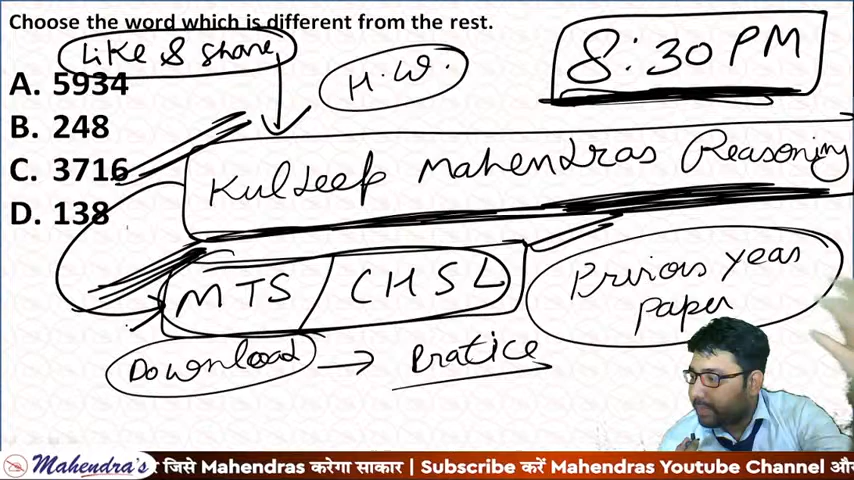 Choose the word which is different from the rest.
Like & share
H.W.
8:30 PM
A. 5934
B. 248
C. 3716
D. 138
Kuldeep Mahendras Reasoning
MTS / CHSL
Previous year
Paper
Download → Pratice
Mahendra's
र जिसे Mahendras करेगा साकार | Subscribe करें Mahendras Youtube Channel औ